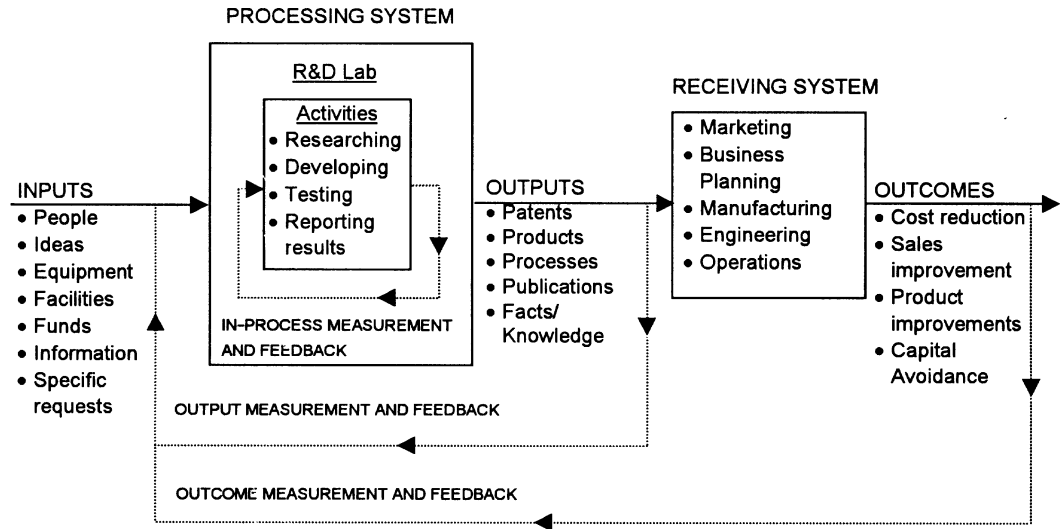 PROCESSING SYSTEM
R&D Lab
Activities
• Researching
• Developing
• Testing
• Reporting
results
IN-PROCESS MEASUREMENT
AND FEEDBACK
INPUTS
• People
• Ideas
• Equipment
• Facilities
• Funds
• Information
• Specific
requests
OUTPUTS
• Patents
• Products
• Processes
• Publications
• Facts/
Knowledge
RECEIVING SYSTEM
• Marketing
• Business
Planning
• Manufacturing
• Engineering
• Operations
OUTCOMES
• Cost reduction
• Sales
improvement
• Product
improvements
• Capital
Avoidance
OUTPUT MEASUREMENT AND FEEDBACK
OUTCOME MEASUREMENT AND FEEDBACK